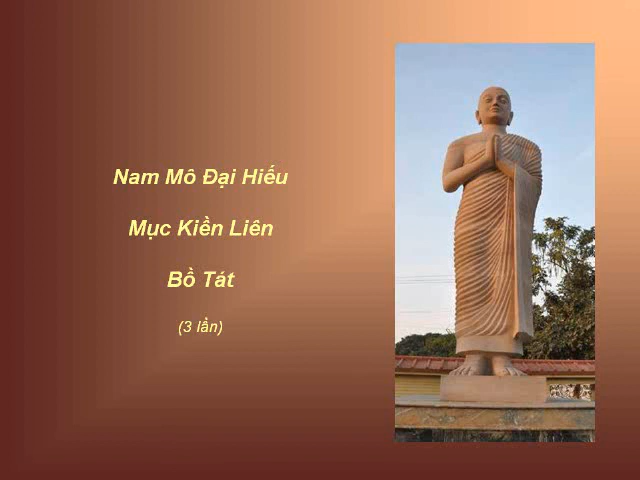 Nam Mô Đại Hiếu
Mục Kiền Liên
Bồ Tát
(3 lần)